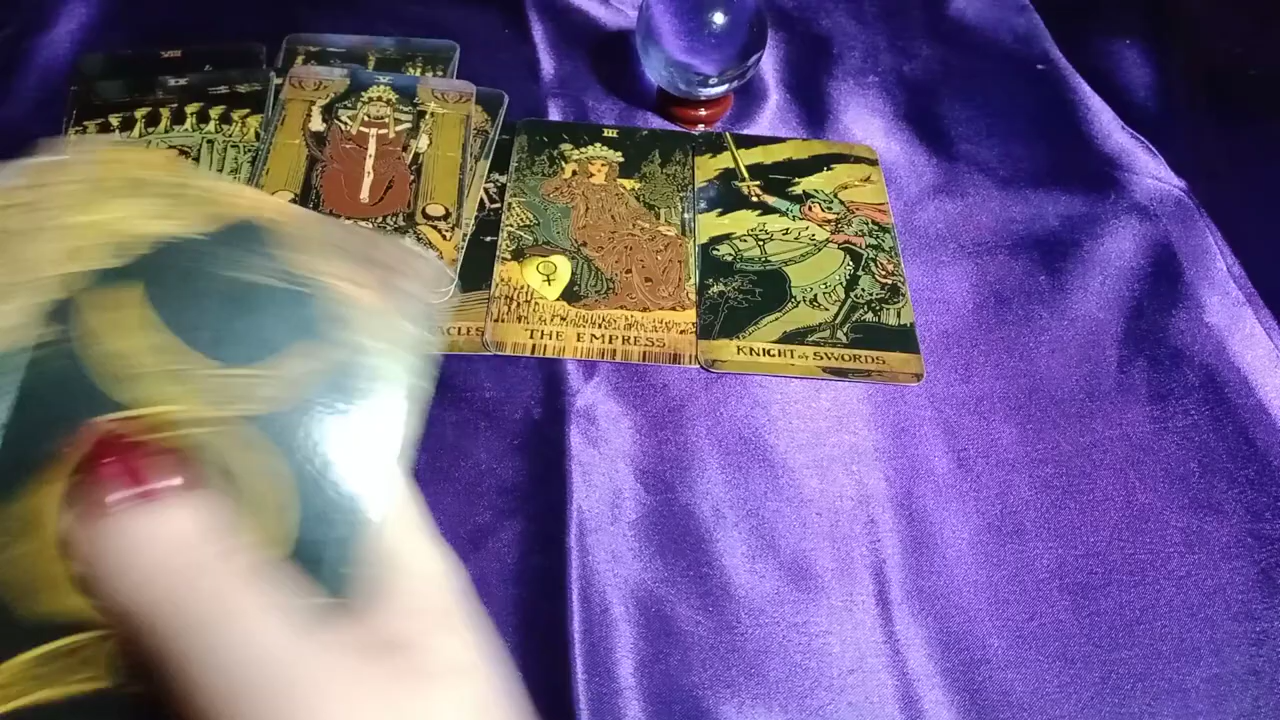 IX
V
III
ACLES
THE EMPRESS
KNIGHT of SWORDS